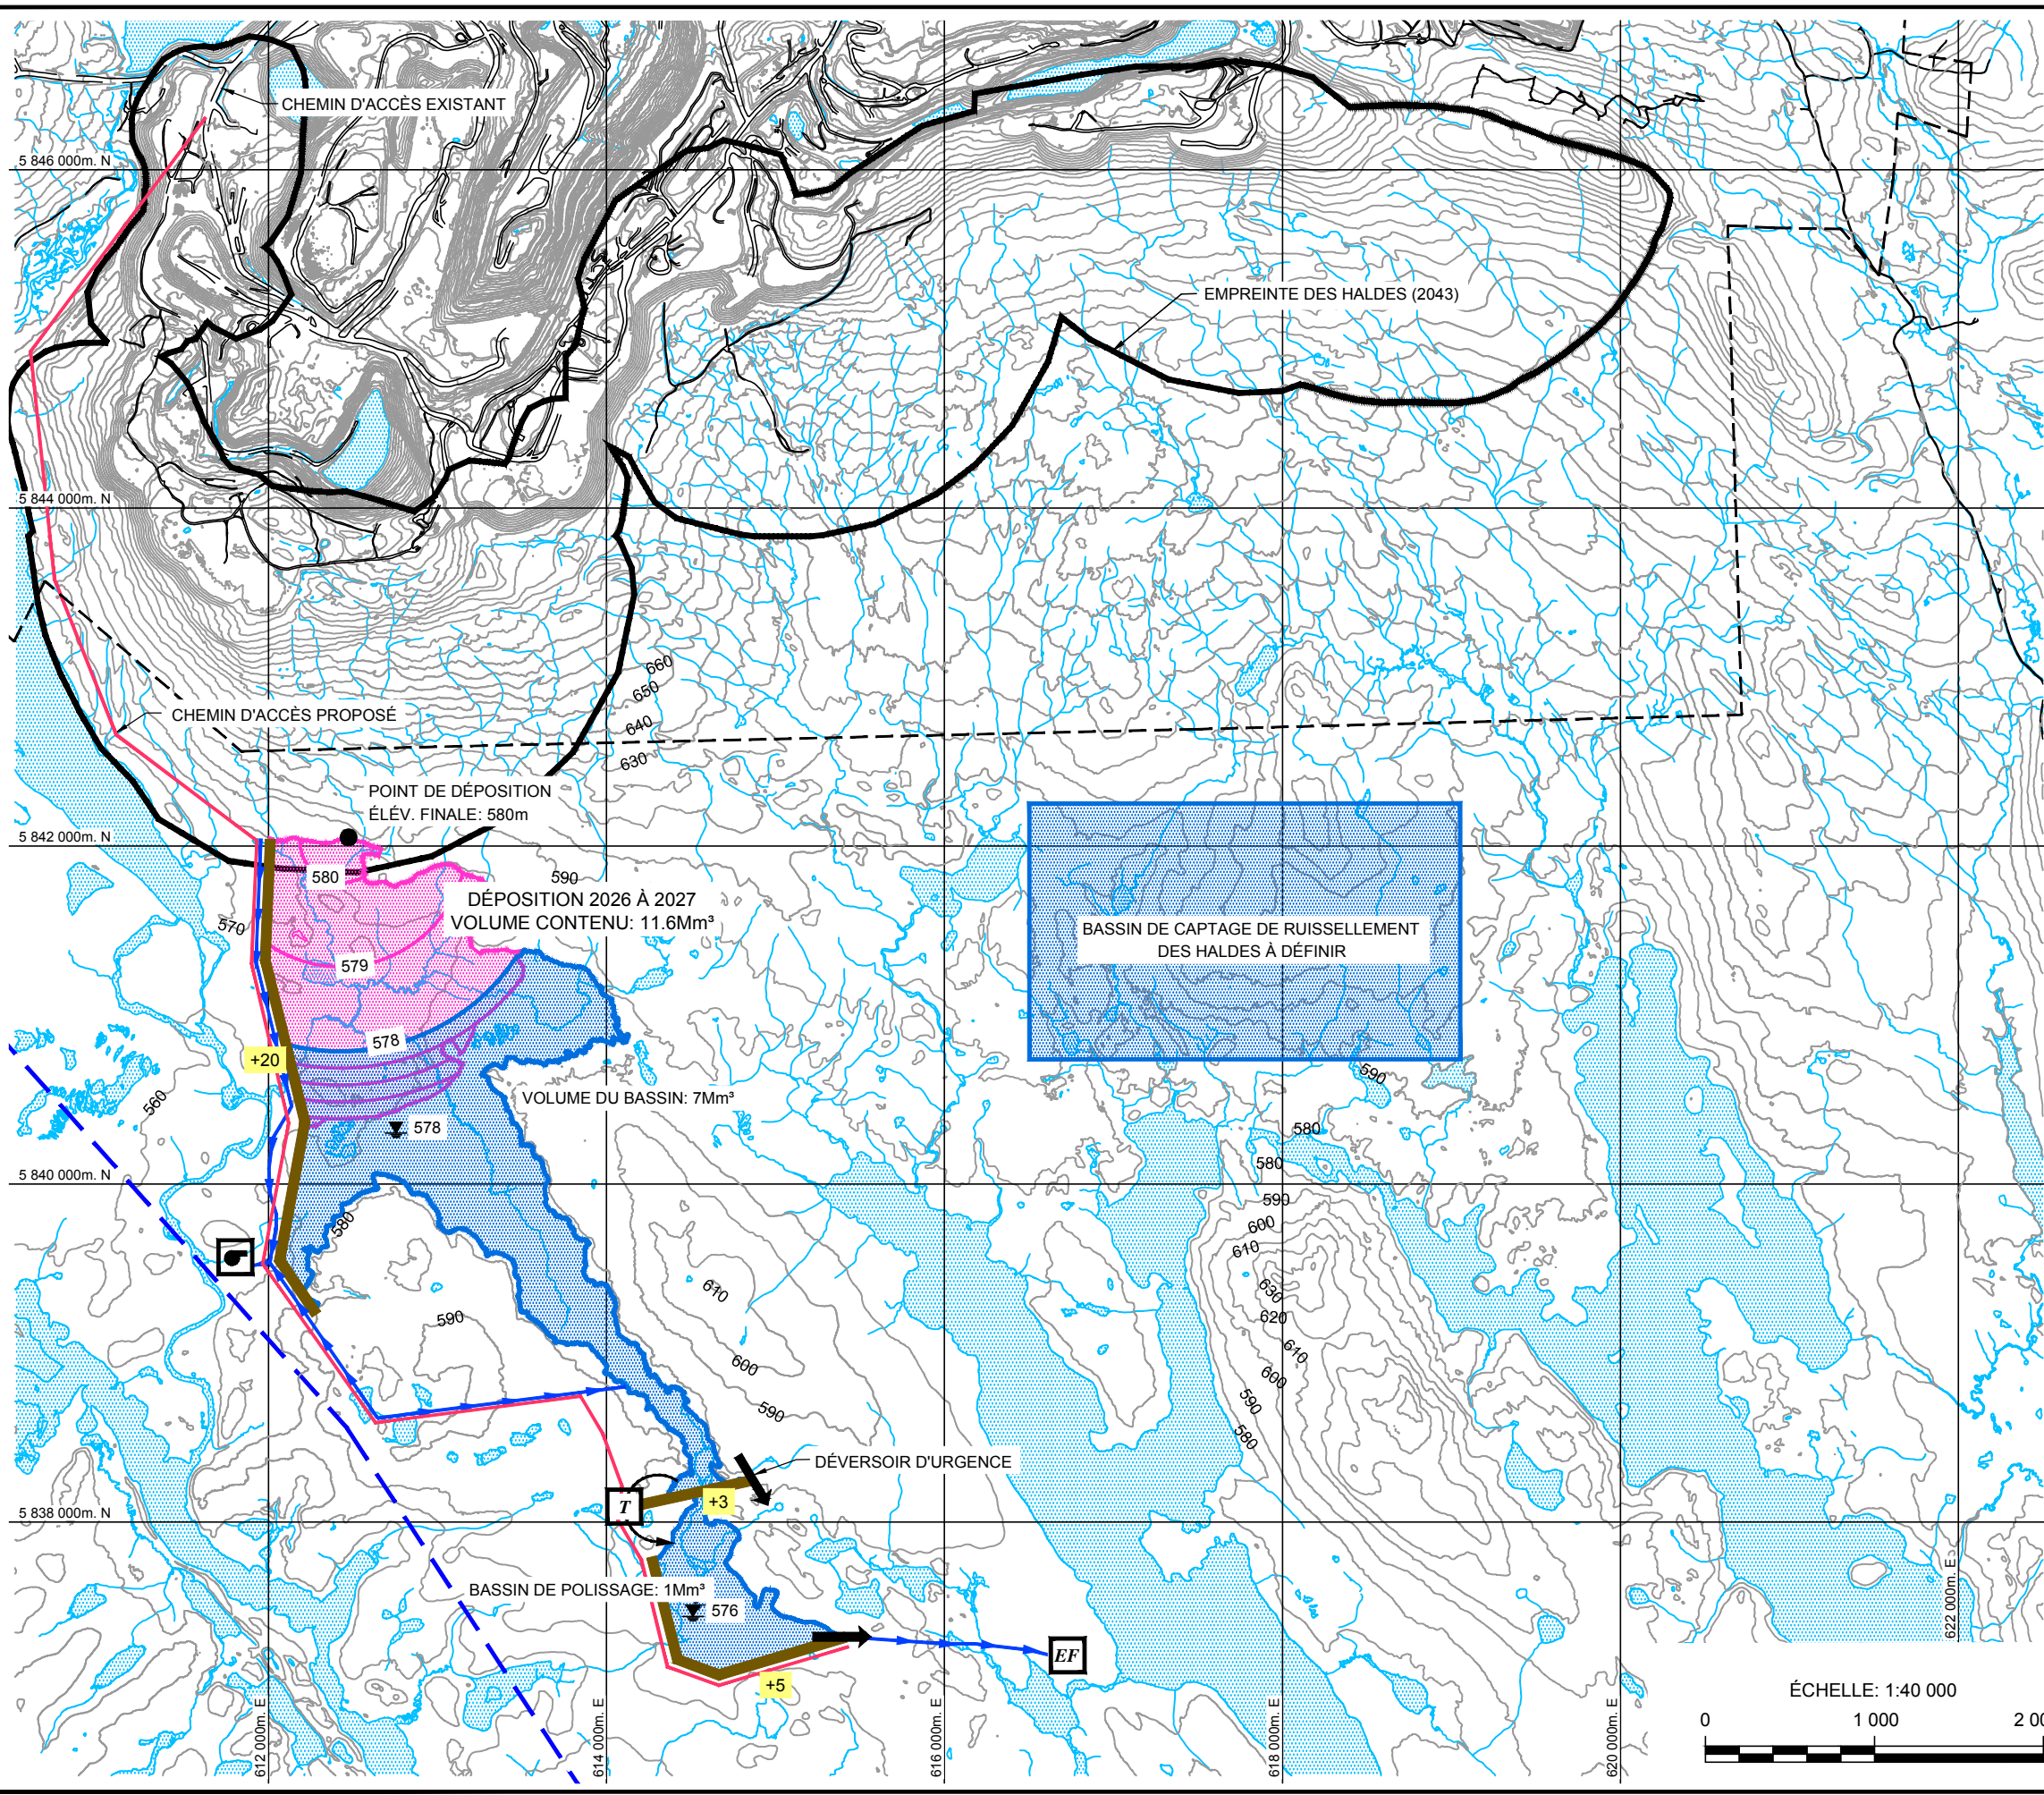 CHEMIN D'ACCÈS EXISTANT
5 846 000m. N
EMPREINTE DES HALDES (2043)
5 844 000m. N
660
650
640
630
CHEMIN D'ACCÈS PROPOSÉ
POINT DE DÉPOSITION
ÉLÉV. FINALE: 580m
5 842 000m. N
580
590
DÉPOSITION 2026 À 2027
VOLUME CONTENU: 11.6Mm³
570
BASSIN DE CAPTAGE DE RUISSELLEMENT
DES HALDES À DÉFINIR
579
578
+20
590
560
VOLUME DU BASSIN: 7Mm³
578
580
580
5 840 000m. N
590
580
600
610
610
630
590
620
610
600
600
590
590
580
DÉVERSOIR D'URGENCE
T
+3
5 838 000m. N
BASSIN DE POLISSAGE: 1Mm³
576
EF
+5
612 000m. E
614 000m. E
616 000m. E
618 000m. E
620 000m. E
622 000m. E
ÉCHELLE: 1:40 000
0
1 000
2 00